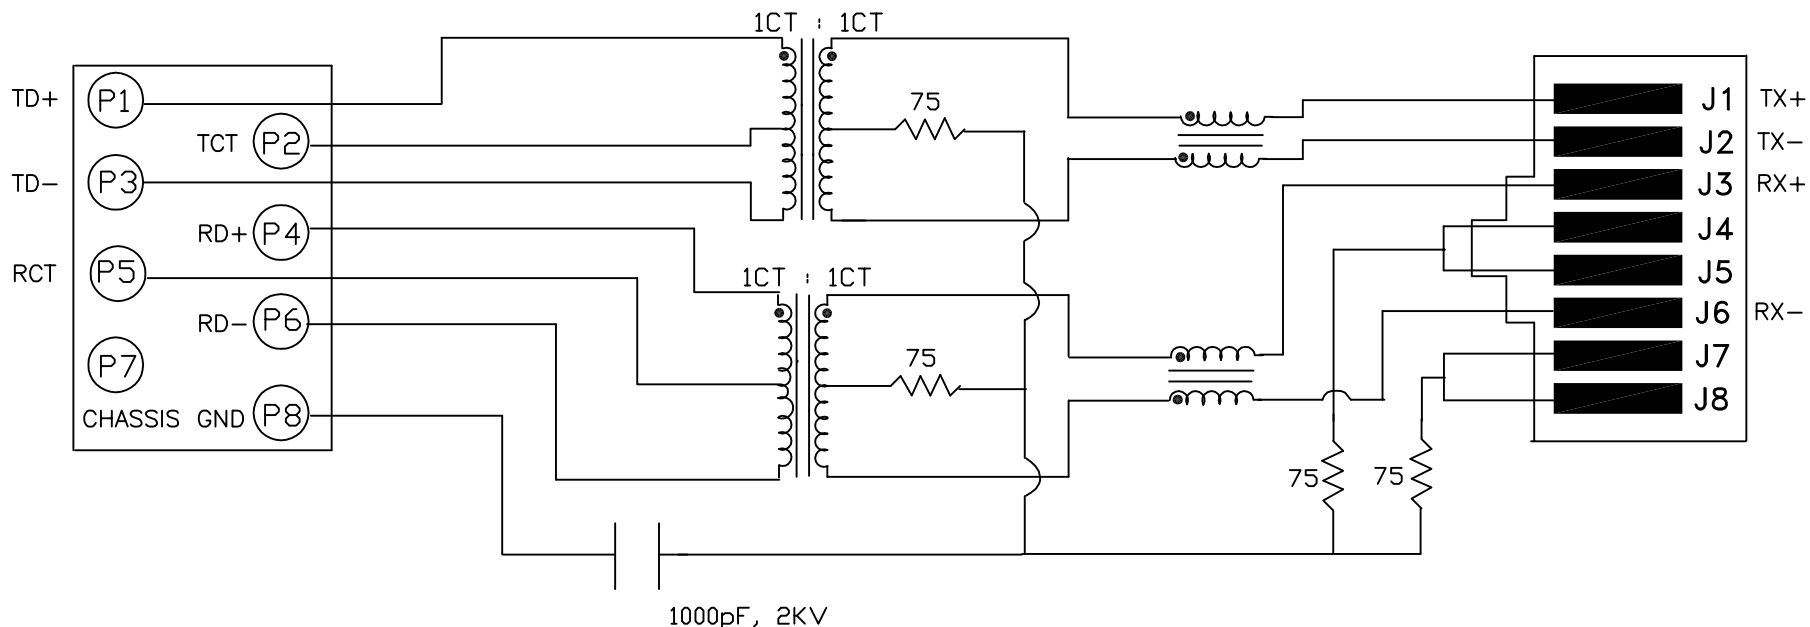 1CT : 1CT
TD+ P1
TCT P2
TD- P3
RD+ P4
RCT P5
RD- P6
P7
CHASSIS GND P8
75
1CT : 1CT
75
75
75
1000pF, 2KV
J1 TX+
J2 TX-
J3 RX+
J4
J5
J6 RX-
J7
J8